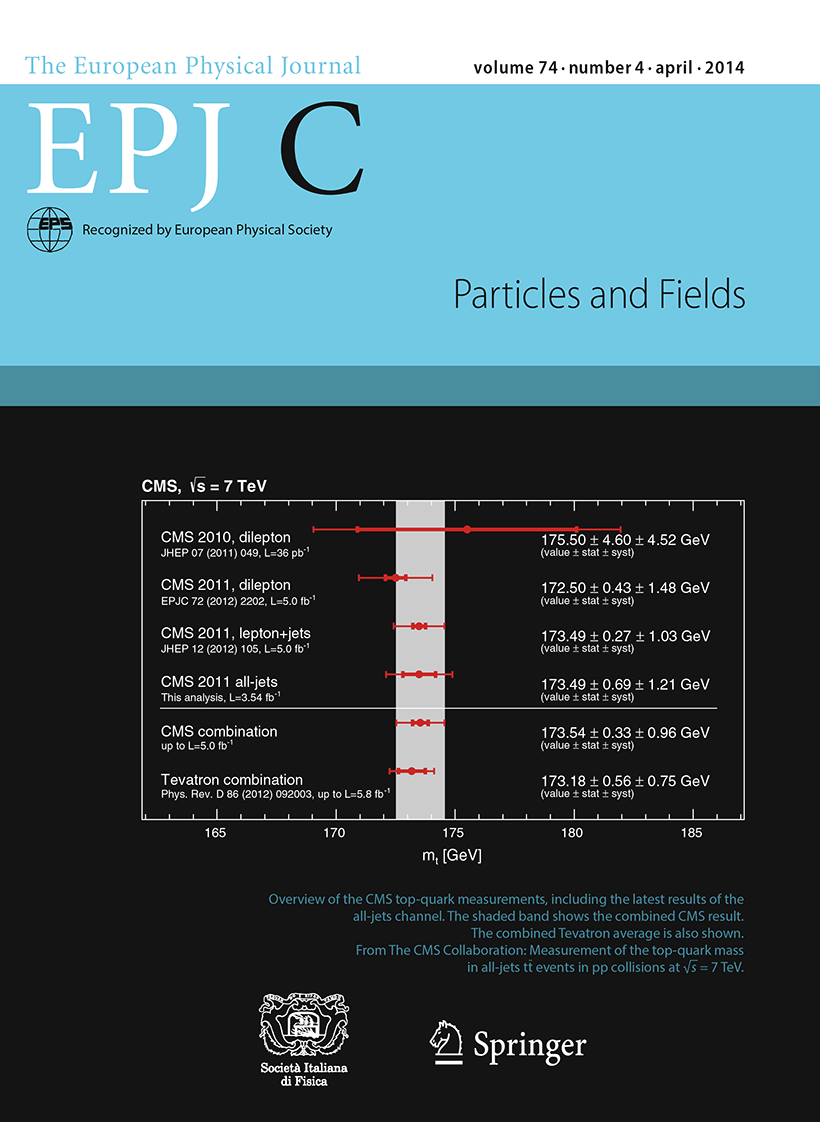 The European Physical Journal
volume 74 · number 4 · april · 2014
EPJ C
EPS
Recognized by European Physical Society
Particles and Fields
CMS, √s = 7 TeV
CMS 2010, dilepton
JHEP 07 (2011) 049, L=36 pb⁻¹
175.50 ± 4.60 ± 4.52 GeV
(value ± stat ± syst)
CMS 2011, dilepton
EPJC 72 (2012) 2202, L=5.0 fb⁻¹
172.50 ± 0.43 ± 1.48 GeV
(value ± stat ± syst)
CMS 2011, lepton+jets
JHEP 12 (2012) 105, L=5.0 fb⁻¹
173.49 ± 0.27 ± 1.03 GeV
(value ± stat ± syst)
CMS 2011 all-jets
This analysis, L=3.54 fb⁻¹
173.49 ± 0.69 ± 1.21 GeV
(value ± stat ± syst)
CMS combination
up to L=5.0 fb⁻¹
173.54 ± 0.33 ± 0.96 GeV
(value ± stat ± syst)
Tevatron combination
Phys. Rev. D 86 (2012) 092003, up to L=5.8 fb⁻¹
173.18 ± 0.56 ± 0.75 GeV
(value ± stat ± syst)
165 170 175 180 185
mₜ [GeV]
Overview of the CMS top-quark measurements, including the latest results of the
all-jets channel. The shaded band shows the combined CMS result.
The combined Tevatron average is also shown.
From The CMS Collaboration: Measurement of the top-quark mass
in all-jets tt̄ events in pp collisions at √s = 7 TeV.
Società Italiana
di Fisica
Springer